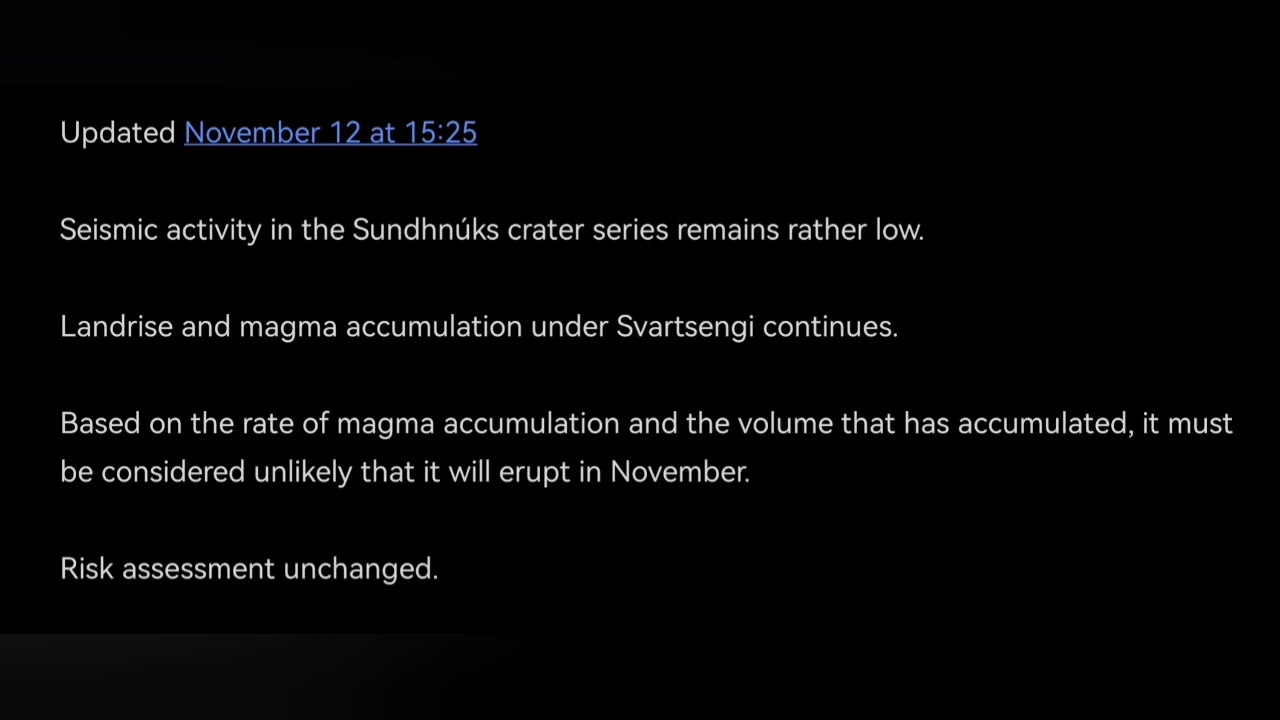 Updated November 12 at 15:25
Seismic activity in the Sundhnúks crater series remains rather low.
Landrise and magma accumulation under Svartsengi continues.
Based on the rate of magma accumulation and the volume that has accumulated, it must
be considered unlikely that it will erupt in November.
Risk assessment unchanged.